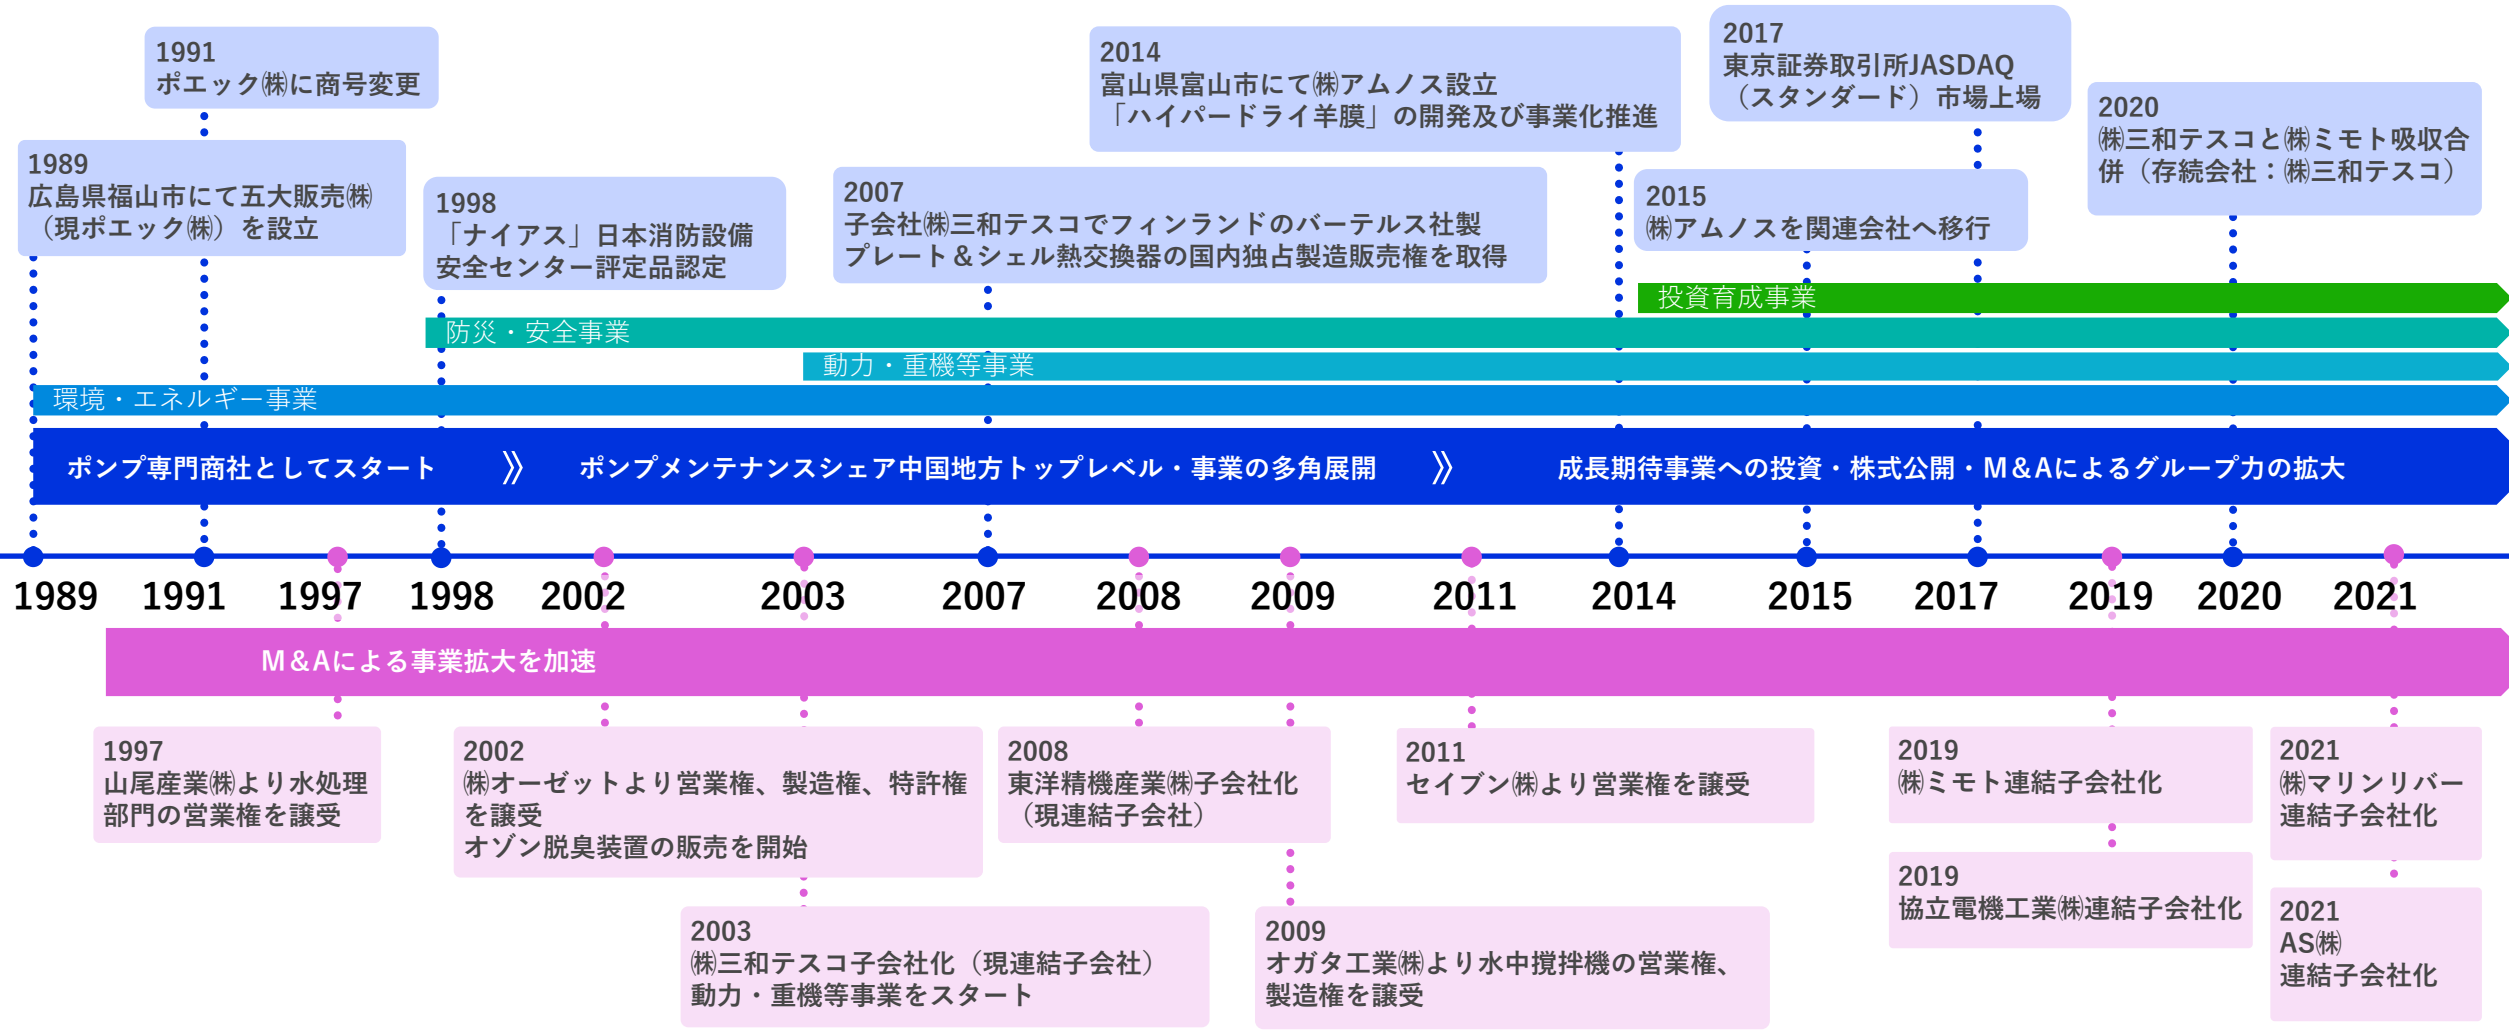 1991
ポエック㈱に商号変更
1989
広島県福山市にて五大販売㈱
（現ポエック㈱）を設立
1998
「ナイアス」日本消防設備
安全センター評定品認定
2007
子会社㈱三和テスコでフィンランドのバーテルス社製
プレート＆シェル熱交換器の国内独占製造販売権を取得
2014
富山県富山市にて㈱アムノス設立
「ハイパードライ羊膜」の開発及び事業化推進
2017
東京証券取引所JASDAQ
（スタンダード）市場上場
2015
㈱アムノスを関連会社へ移行
2020
㈱三和テスコと㈱ミモト吸収合
併（存続会社：㈱三和テスコ）
投資育成事業
防災・安全事業
動力・重機等事業
環境・エネルギー事業
ポンプ専門商社としてスタート 》 ポンプメンテナンスシェア中国地方トップレベル・事業の多角展開 》 成長期待事業への投資・株式公開・M＆Aによるグループ力の拡大
1989 1991 1997 1998 2002 2003 2007 2008 2009 2011 2014 2015 2017 2019 2020 2021
M＆Aによる事業拡大を加速
1997
山尾産業㈱より水処理
部門の営業権を譲受
2002
㈱オーゼットより営業権、製造権、特許権
を譲受
オゾン脱臭装置の販売を開始
2003
㈱三和テスコ子会社化（現連結子会社）
動力・重機等事業をスタート
2008
東洋精機産業㈱子会社化
（現連結子会社）
2009
オガタ工業㈱より水中撹拌機の営業権、
製造権を譲受
2011
セイブン㈱より営業権を譲受
2019
㈱ミモト連結子会社化
2019
協立電機工業㈱連結子会社化
2021
㈱マリンリバー
連結子会社化
2021
AS㈱
連結子会社化